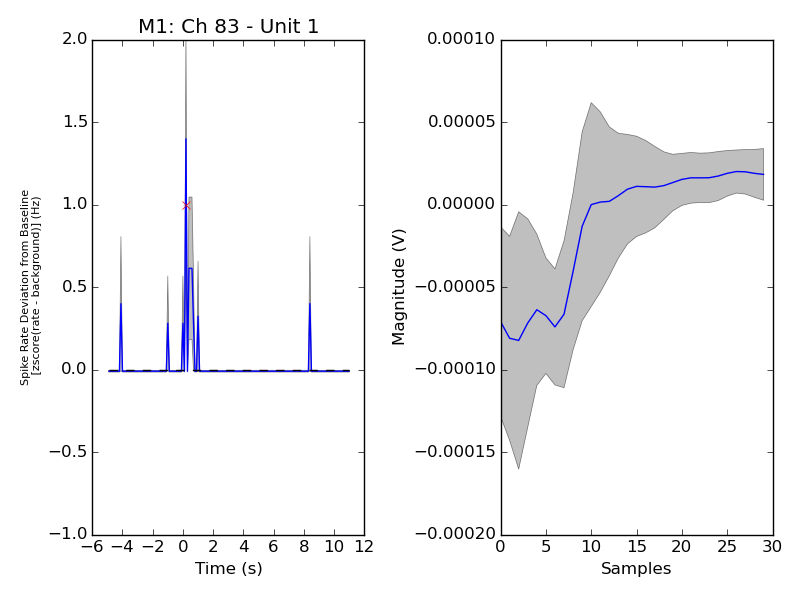 M1: Ch 83 - Unit 1
Spike Rate Deviation from Baseline
[zscore(rate - background)] (Hz)
2.0
1.5
1.0
0.5
0.0
−0.5
−1.0
−6 −4 −2 0 2 4 6 8 10 12
Time (s)
Magnitude (V)
0.00010
0.00005
0.00000
−0.00005
−0.00010
−0.00015
−0.00020
0 5 10 15 20 25 30
Samples